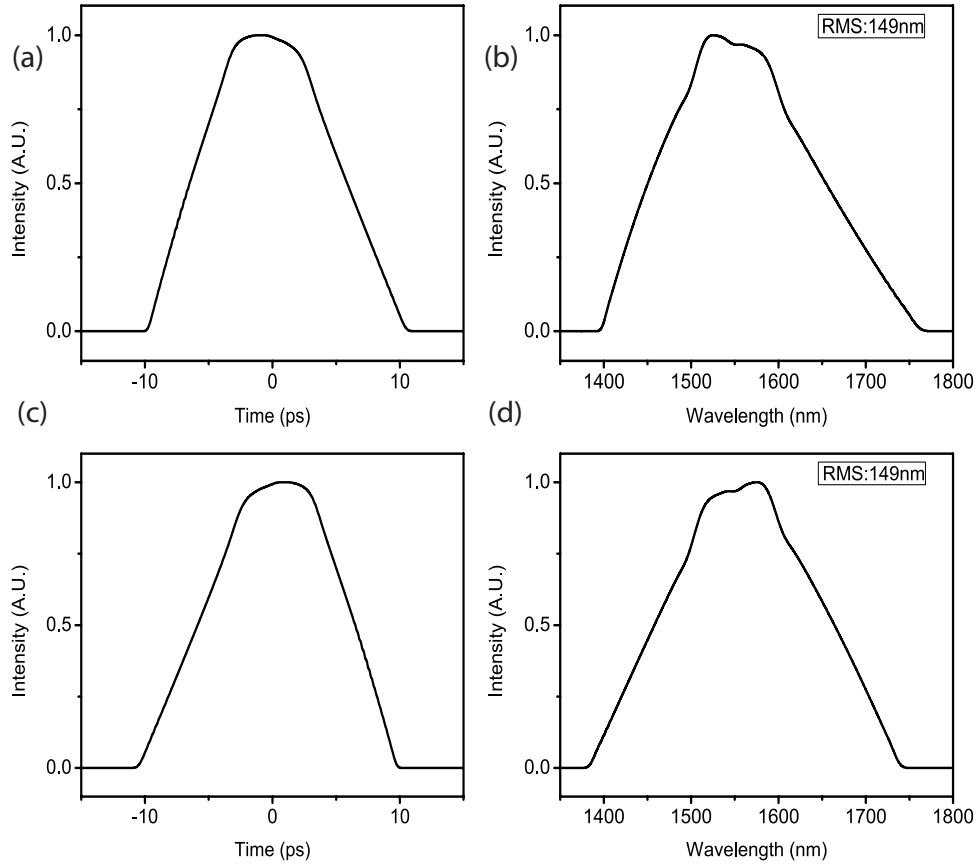 (a)
Intensity (A.U.)
1.0
0.5
0.0
-10 0 10
Time (ps)
(b)
RMS:149nm
Intensity (A.U.)
1.0
0.5
0.0
1400 1500 1600 1700 1800
Wavelength (nm)
(c)
Intensity (A.U.)
1.0
0.5
0.0
-10 0 10
Time (ps)
(d)
RMS:149nm
Intensity (A.U.)
1.0
0.5
0.0
1400 1500 1600 1700 1800
Wavelength (nm)